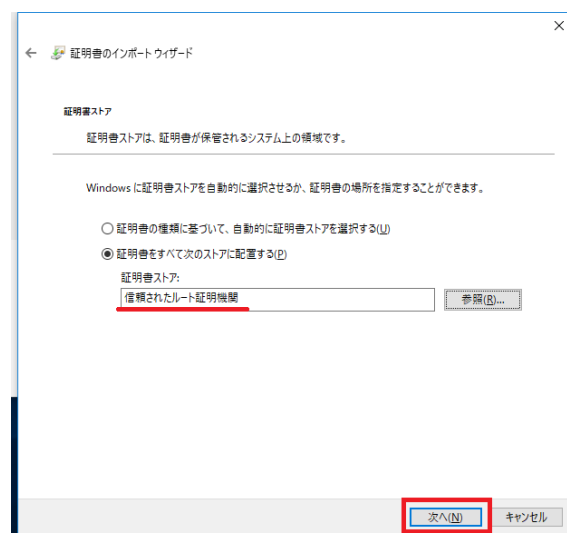 証明書のインポート ウィザード
証明書ストア
証明書ストアは、証明書が保管されるシステム上の領域です。
Windows に証明書ストアを自動的に選択させるか、証明書の場所を指定することができます。
証明書の種類に基づいて、自動的に証明書ストアを選択する(U)
証明書をすべて次のストアに配置する(P)
証明書ストア:
信頼されたルート証明機関
参照(R)...
次へ(N)
キャンセル